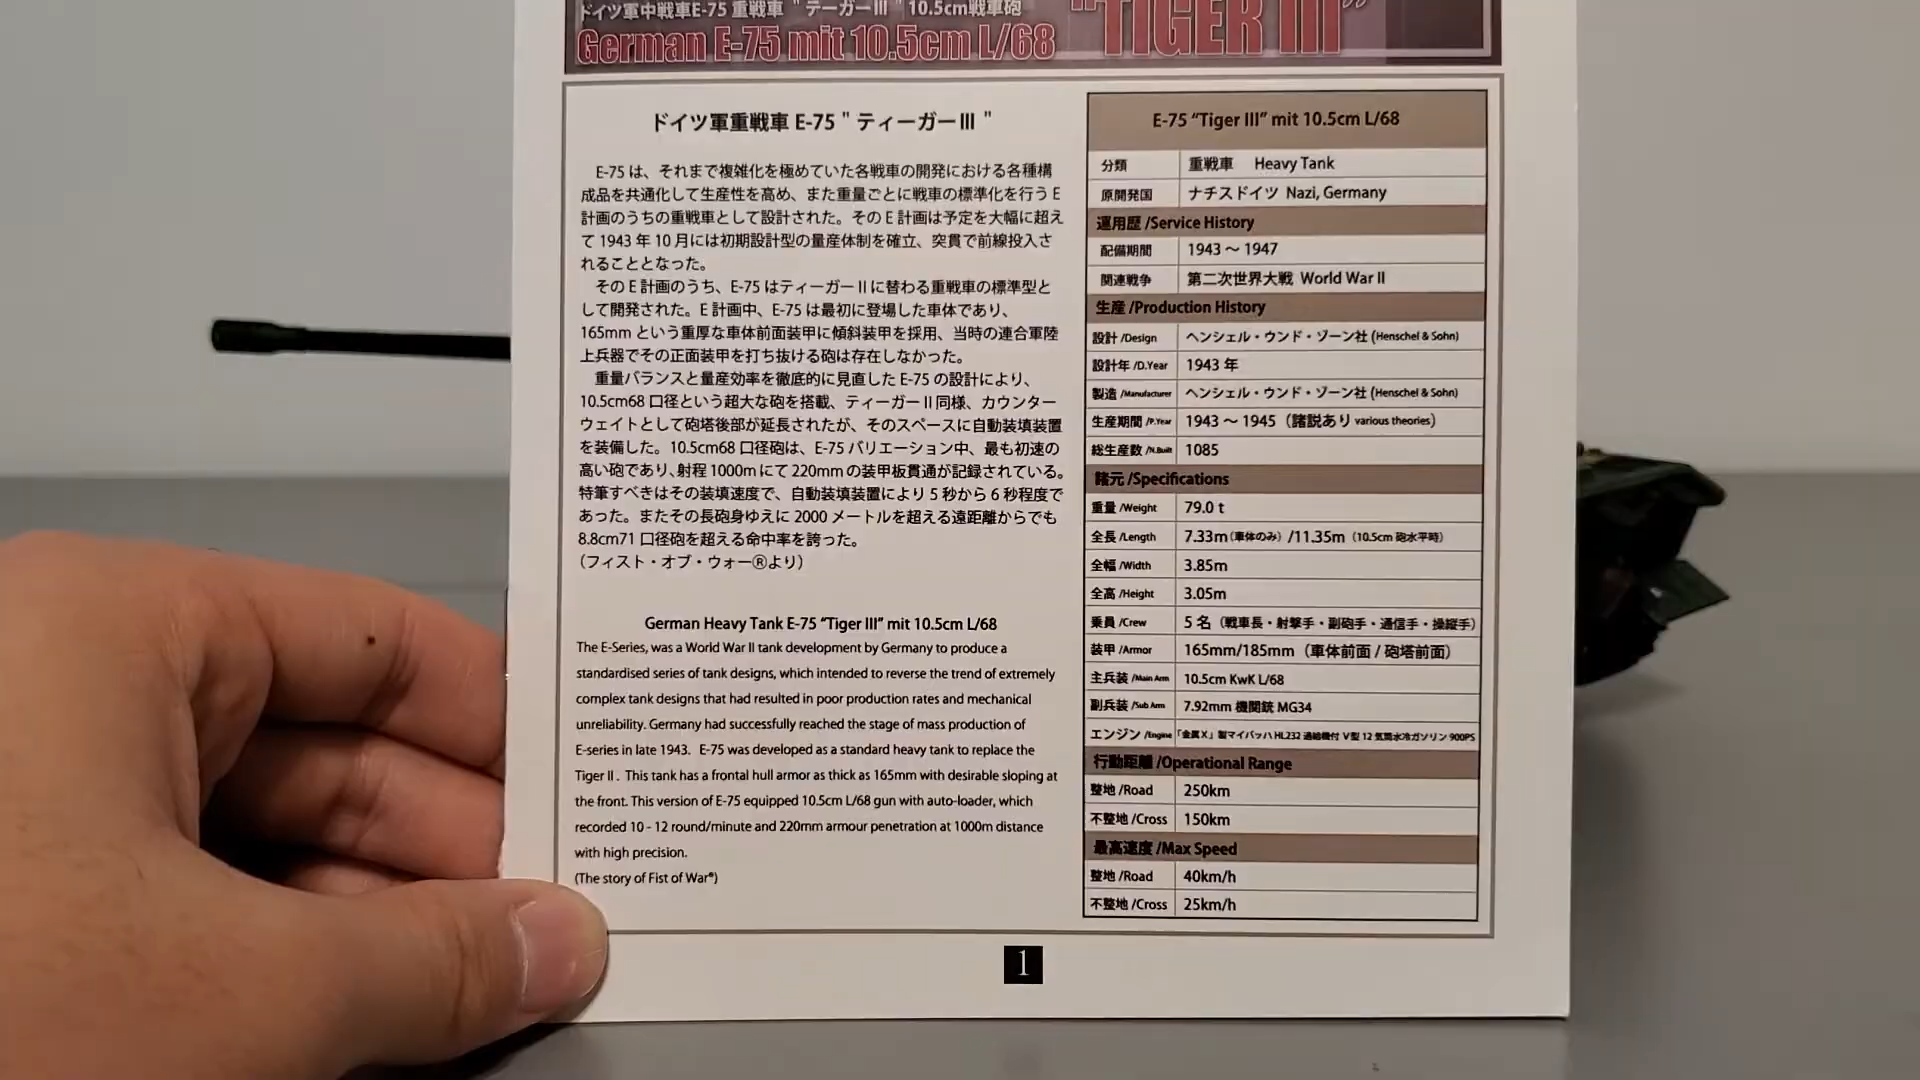 ドイツ軍中戦車E-75 重戦車 "テーガーⅢ" 10.5cm戦車砲
German E-75 mit 10.5cm L/68 "TIGER III"
ドイツ軍重戦車 E-75 " ティーガーⅢ "
E-75 は、それまで複雑化を極めていた各戦車の開発における各種構
成品を共通化して生産性を高め、また重量ごとに戦車の標準化を行う E
計画のうちの重戦車として設計された。その E 計画は予定を大幅に超え
て 1943 年 10 月には初期設計型の量産体制を確立、突貫で前線投入さ
れることとなった。
その E 計画のうち、E-75 はティーガーⅡに替わる重戦車の標準型と
して開発された。E 計画中、E-75 は最初に登場した車体であり、
165mm という重厚な車体前面装甲に傾斜装甲を採用、当時の連合軍陸
上兵器でその正面装甲を打ち抜ける砲は存在しなかった。
重量バランスと量産効率を徹底的に見直した E-75 の設計により、
10.5cm68 口径という超大な砲を搭載、ティーガーⅡ同様、カウンター
ウェイトとして砲塔後部が延長されたが、そのスペースに自動装填装置
を装備した。10.5cm68 口径砲は、E-75 バリエーション中、最も初速の
高い砲であり、射程 1000m にて 220mm の装甲板貫通が記録されている。
特筆すべきはその装填速度で、自動装填装置により 5 秒から 6 秒程度で
あった。またその長砲身ゆえに 2000 メートルを超える遠距離からでも
8.8cm71 口径砲を超える命中率を誇った。
（フィスト・オブ・ウォー®より）
German Heavy Tank E-75 “Tiger III” mit 10.5cm L/68
The E-Series, was a World War II tank development by Germany to produce a
standardised series of tank designs, which intended to reverse the trend of extremely
complex tank designs that had resulted in poor production rates and mechanical
unreliability. Germany had successfully reached the stage of mass production of
E-series in late 1943. E-75 was developed as a standard heavy tank to replace the
Tiger II . This tank has a frontal hull armor as thick as 165mm with desirable sloping at
the front. This version of E-75 equipped 10.5cm L/68 gun with auto-loader, which
recorded 10 - 12 round/minute and 220mm armour penetration at 1000m distance
with high precision.
(The story of Fist of War®)
E-75 “Tiger III” mit 10.5cm L/68
分類 重戦車 Heavy Tank
原開発国 ナチスドイツ Nazi, Germany
運用歴 /Service History
配備期間 1943 〜 1947
関連戦争 第二次世界大戦 World War II
生産 /Production History
設計 /Design ヘンシェル・ウンド・ゾーン社 (Henschel & Sohn)
設計年 /D.Year 1943 年
製造 /Manufacturer ヘンシェル・ウンド・ゾーン社 (Henschel & Sohn)
生産期間 /P.Year 1943 〜 1945（諸説あり various theories）
総生産数 /N.Built 1085
諸元 /Specifications
重量 /Weight 79.0 t
全長 /Length 7.33m（車体のみ）/11.35m（10.5cm 砲水平時）
全幅 /Width 3.85m
全高 /Height 3.05m
乗員 /Crew 5 名（戦車長・射撃手・副砲手・通信手・操縦手）
装甲 /Armor 165mm/185mm（車体前面 / 砲塔前面）
主兵装 /Main Arm 10.5cm KwK L/68
副兵装 /Sub Arm 7.92mm 機関銃 MG34
エンジン /Engine 「金属X」製マイバッハ HL232 過給機付 V型 12 気筒水冷ガソリン 900PS
行動距離 /Operational Range
整地 /Road 250km
不整地 /Cross 150km
最高速度 /Max Speed
整地 /Road 40km/h
不整地 /Cross 25km/h
1